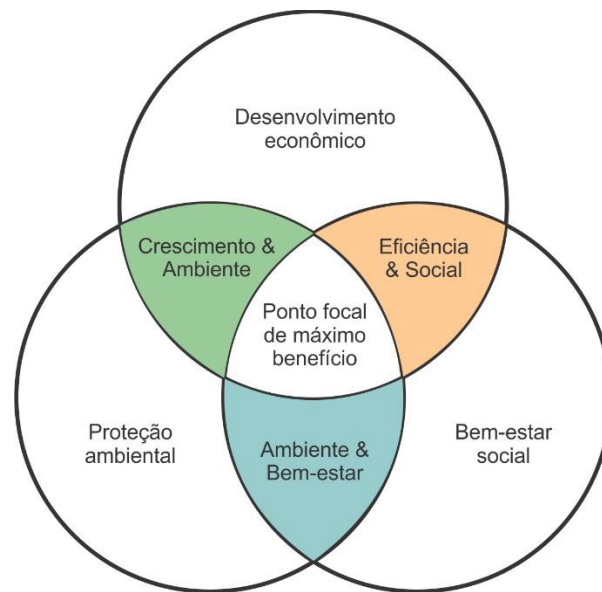 Desenvolvimento
econômico
Crescimento &
Ambiente
Eficiência
& Social
Ponto focal
de máximo
benefício
Proteção
ambiental
Ambiente &
Bem-estar
Bem-estar
social